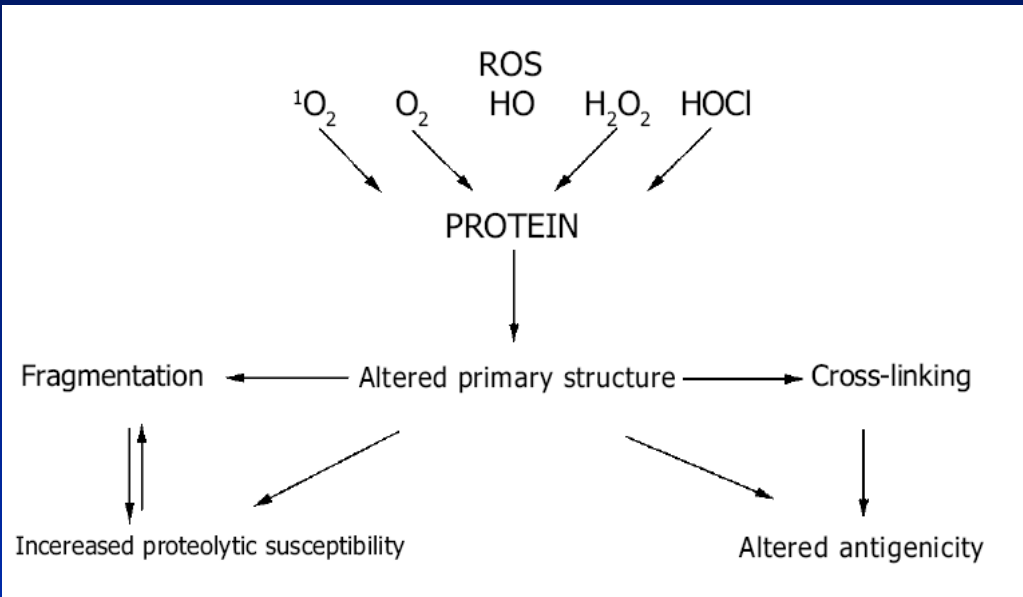 ROS
¹O₂ O₂ HO H₂O₂ HOCl
PROTEIN
Fragmentation Altered primary structure Cross-linking
Incereased proteolytic susceptibility Altered antigenicity